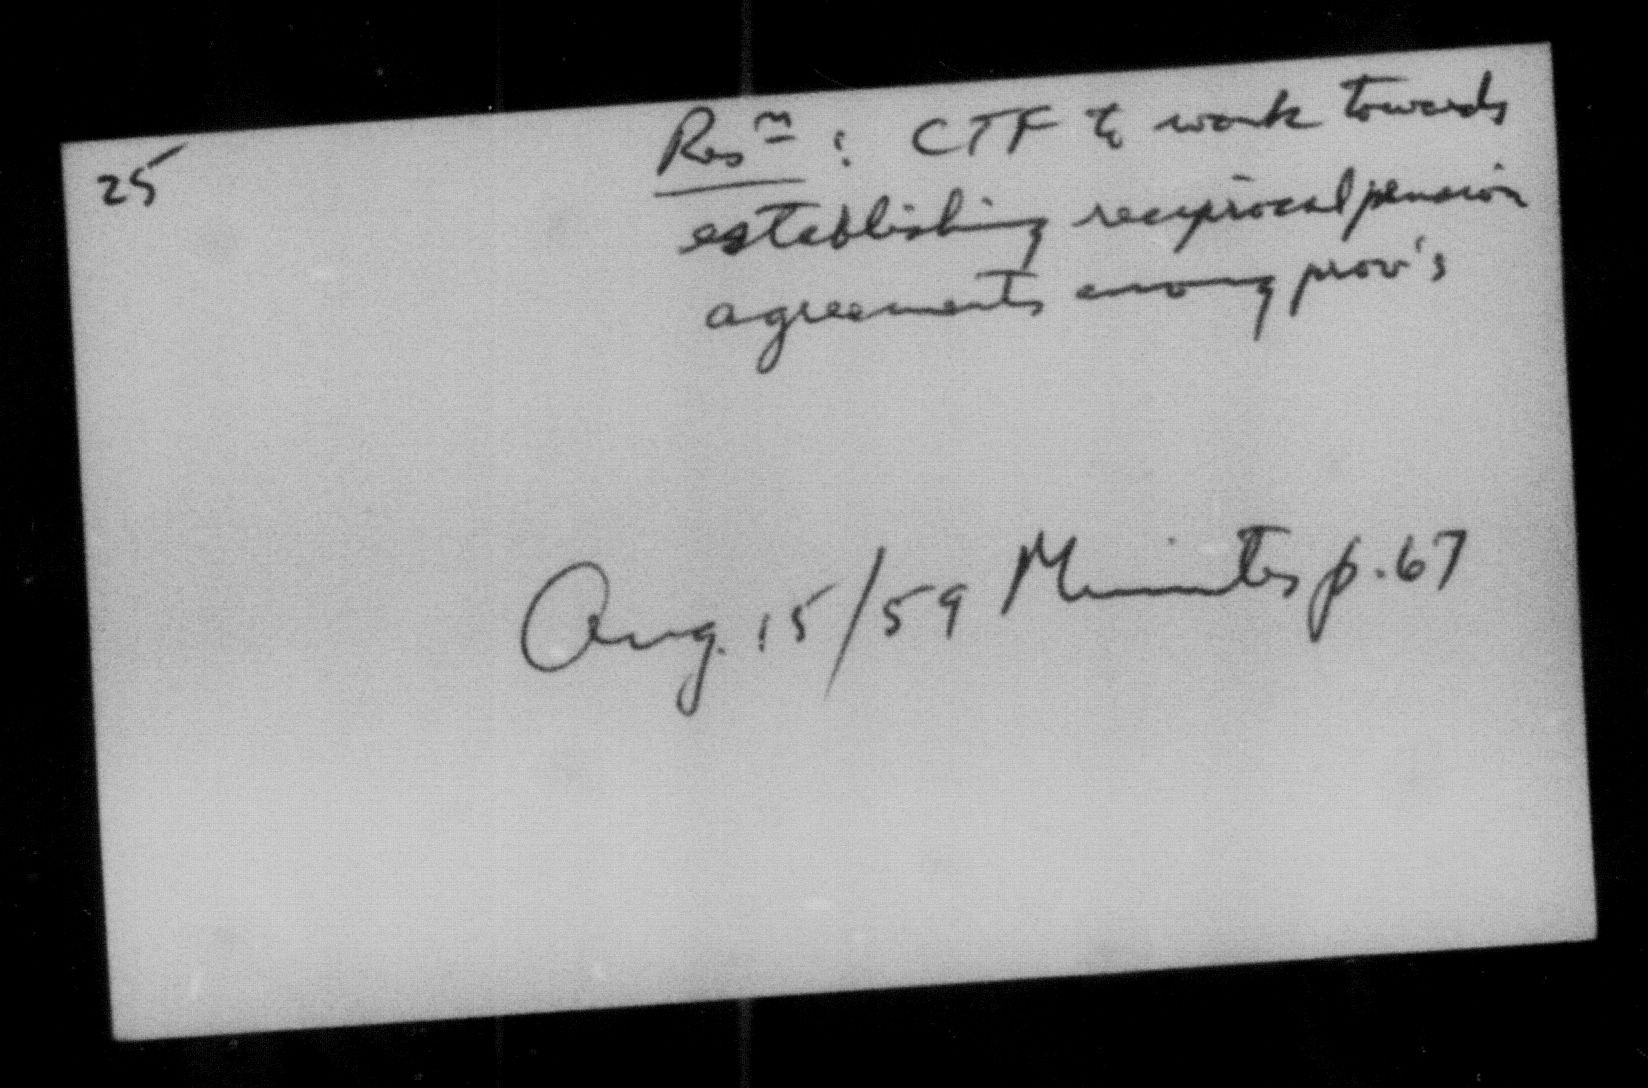 25
Resn : CTF to work towards
establishing reciprocal pension
agreements among prov's
Aug. 15/59 Minutes p. 67